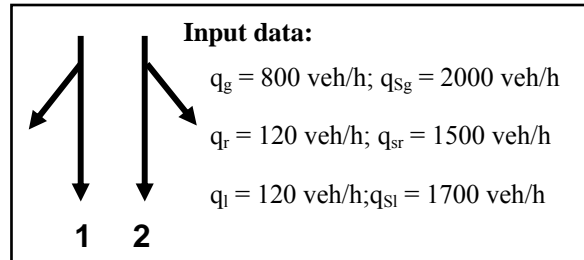 Input data:
q_g = 800 veh/h; q_Sg = 2000 veh/h
q_r = 120 veh/h; q_sr = 1500 veh/h
q_l = 120 veh/h;q_Sl = 1700 veh/h
1 2